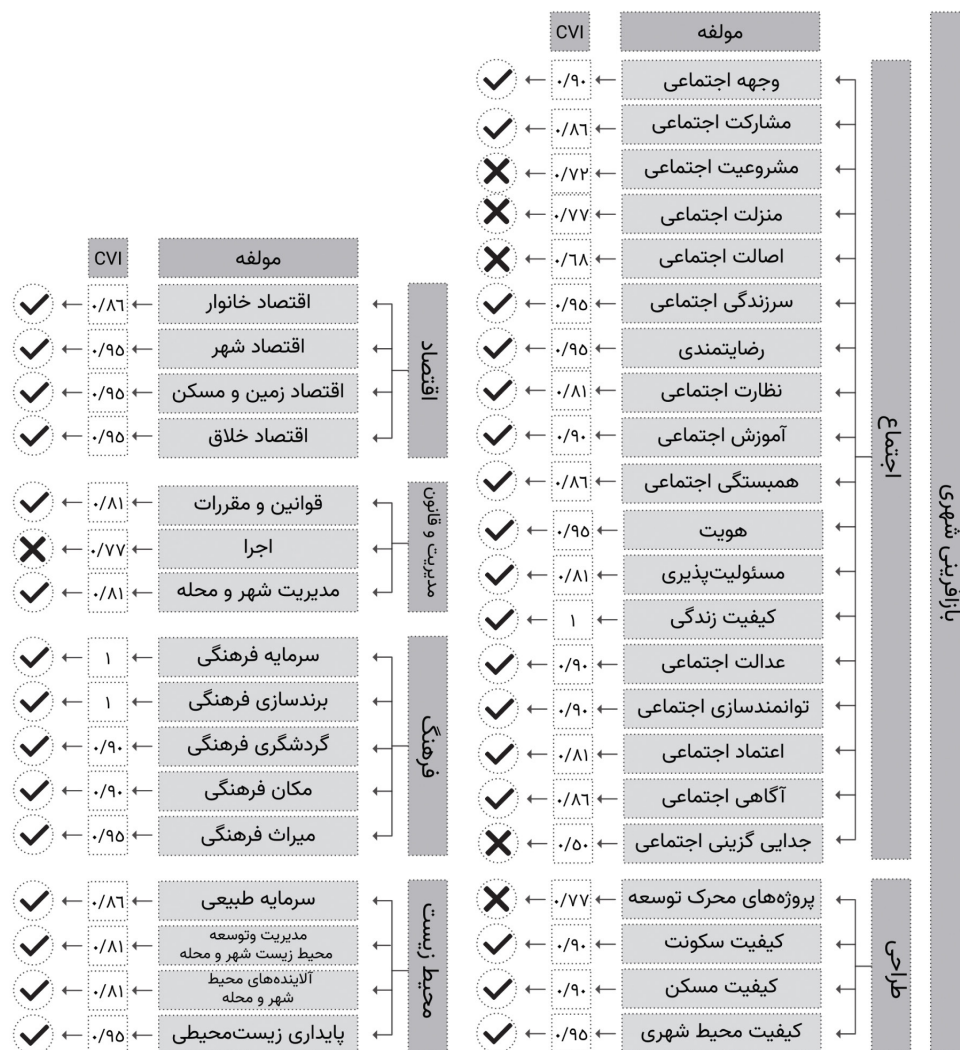 بازآفرینی شهری
مولفه CVI
اجتماع
وجهه اجتماعی ۰/۹۰
مشارکت اجتماعی ۰/۸۶
مشروعیت اجتماعی ۰/۷۲
منزلت اجتماعی ۰/۷۷
اصالت اجتماعی ۰/۶۸
سرزندگی اجتماعی ۰/۹۵
رضایتمندی ۰/۹۵
نظارت اجتماعی ۰/۸۱
آموزش اجتماعی ۰/۹۰
همبستگی اجتماعی ۰/۸۶
هویت ۰/۹۵
مسئولیت‌پذیری ۰/۸۱
کیفیت زندگی ۱
عدالت اجتماعی ۰/۹۰
توانمندسازی اجتماعی ۰/۹۰
اعتماد اجتماعی ۰/۸۱
آگاهی اجتماعی ۰/۸۶
جدایی گزینی اجتماعی ۰/۵۰
طراحی
پروژه‌های محرک توسعه ۰/۷۷
کیفیت سکونت ۰/۹۰
کیفیت مسکن ۰/۹۰
کیفیت محیط شهری ۰/۹۵
مولفه CVI
اقتصاد
اقتصاد خانوار ۰/۸۶
اقتصاد شهر ۰/۹۵
اقتصاد زمین و مسکن ۰/۹۵
اقتصاد خلاق ۰/۹۵
مدیریت و قانون
قوانین و مقررات ۰/۸۱
اجرا ۰/۷۷
مدیریت شهر و محله ۰/۸۱
فرهنگ
سرمایه فرهنگی ۱
برندسازی فرهنگی ۱
گردشگری فرهنگی ۰/۹۰
مکان فرهنگی ۰/۹۰
میراث فرهنگی ۰/۹۵
محیط زیست
سرمایه طبیعی ۰/۸۶
مدیریت وتوسعه
محیط زیست شهر و محله ۰/۸۱
آلاینده‌های محیط
شهر و محله ۰/۸۱
پایداری زیست‌محیطی ۰/۹۵